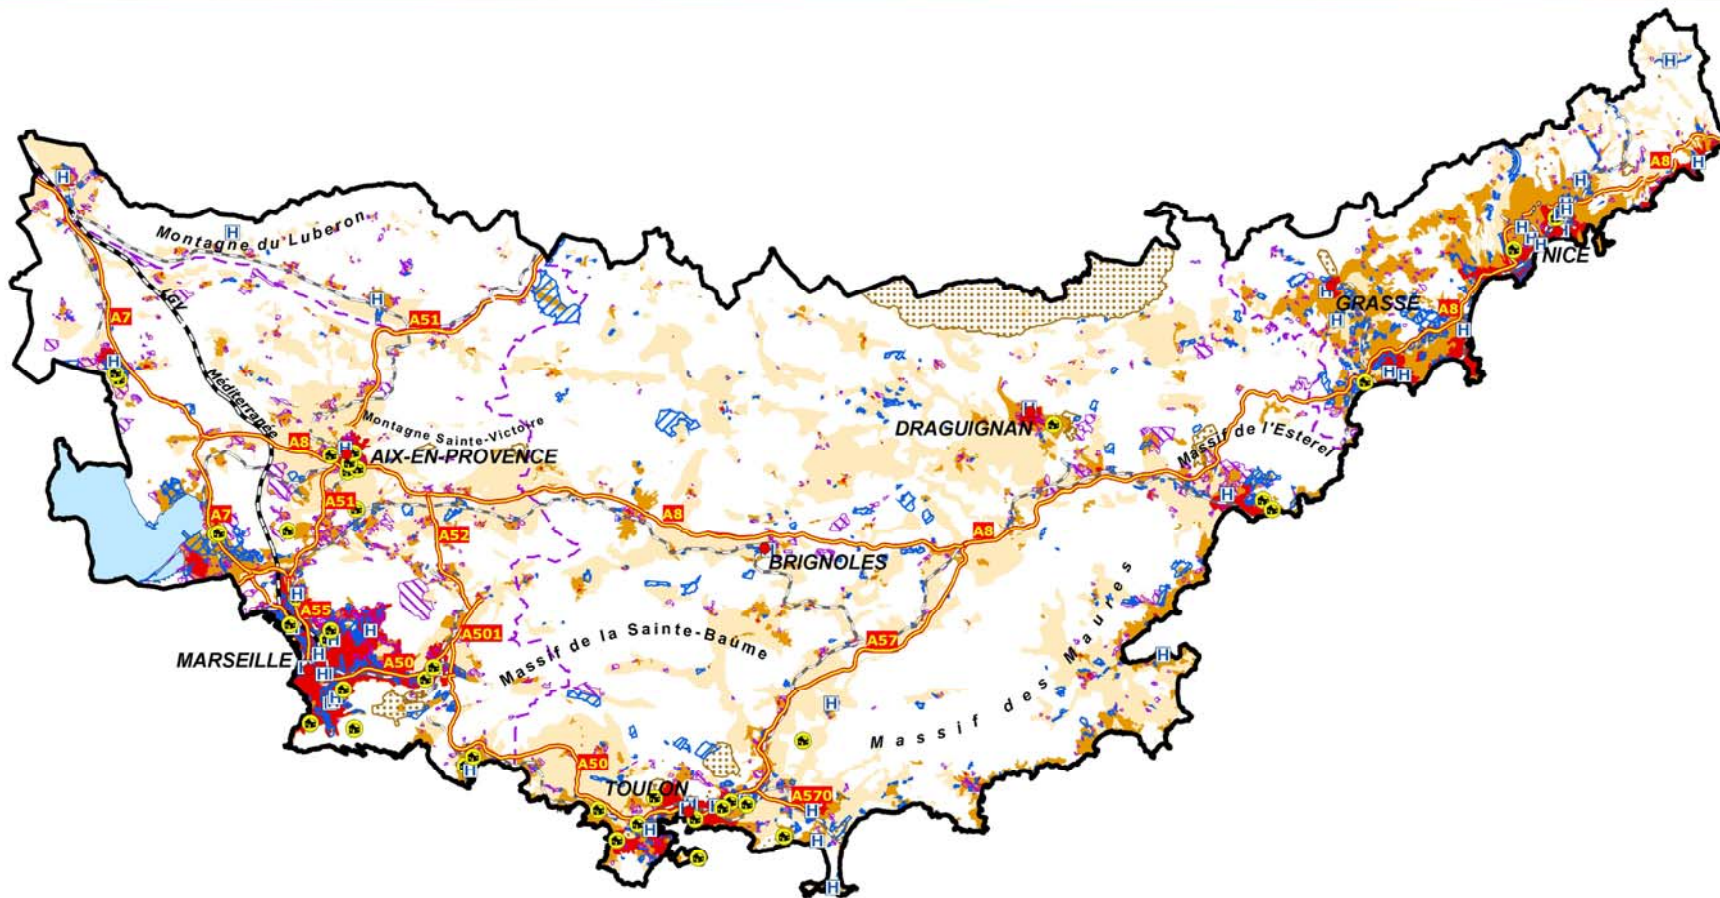 H
A8
H
H
H
Montagne du Luberon
H
H
H
H
H
H
I
NICE
LGV
H
H
GRASSE
A7
A51
H
A8
H
H
Méditerranée
H
H
Montagne Sainte-Victoire
H
DRAGUIGNAN
A8
H
AIX-EN-PROVENCE
Massif de l'Esterel
H
A7
A51
A52
A8
A8
BRIGNOLES
H
A55
A501
H
H
A57
Massif de la Sainte-Baume
Massif des Maures
MARSEILLE
H
A50
H
H
H
H
H
A50
H
TOULON
A570
H
H
H
H